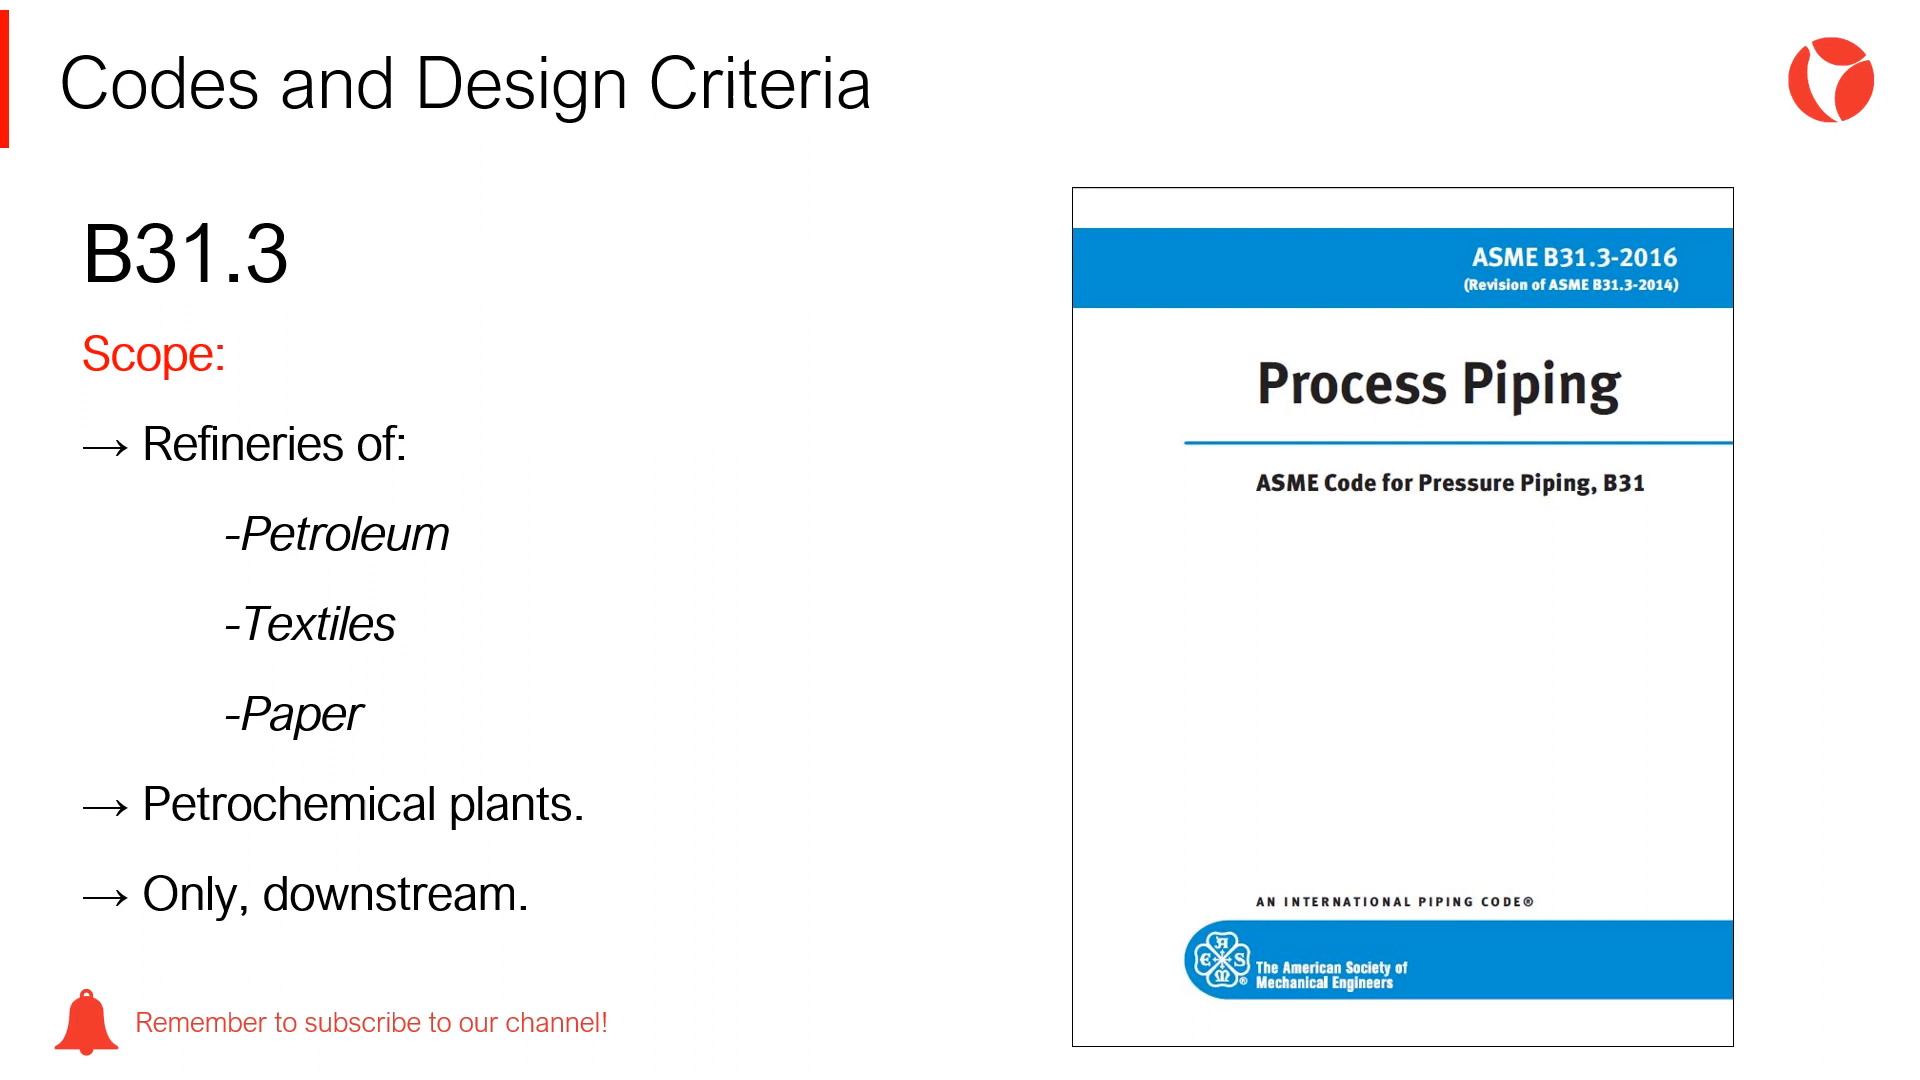 Codes and Design Criteria
B31.3
Scope:
→ Refineries of:
-Petroleum
-Textiles
-Paper
→ Petrochemical plants.
→ Only, downstream.
Remember to subscribe to our channel!
ASME B31.3-2016
(Revision of ASME B31.3-2014)
Process Piping
ASME Code for Pressure Piping, B31
AN INTERNATIONAL PIPING CODE®
A
E S
M ®
The American Society of
Mechanical Engineers